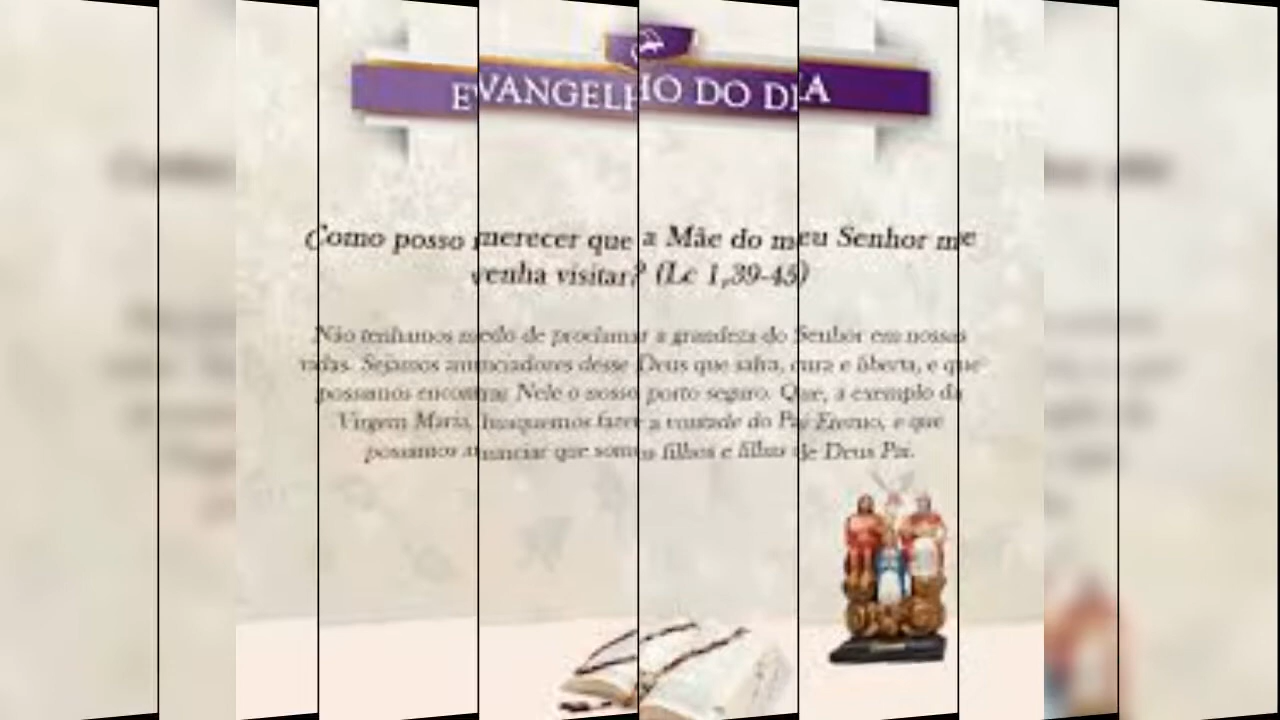 EVANGELHO DO DIA
Como posso merecer que a Mãe do meu Senhor me
venha visitar? (Lc 1,39-45)
Não tenhamos medo de proclamar a grandeza do Senhor em nossas
vidas. Sejamos anunciadores desse Deus que salva, cura e liberta, e que
possamos encontrar Nele o nosso porto seguro. Que, a exemplo da
Virgem Maria, busquemos fazer a vontade do Pai Eterno, e que
possamos anunciar que somos filhos e filhas de Deus Pai.